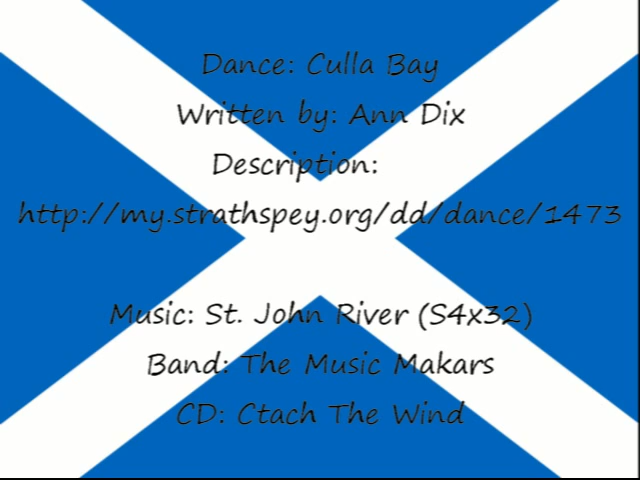 Dance: Culla Bay
Written by: Ann Dix
Description:
http://my.strathspey.org/dd/dance/1473
Music: St. John River (S4x32)
Band: The Music Makars
CD: Ctach The Wind